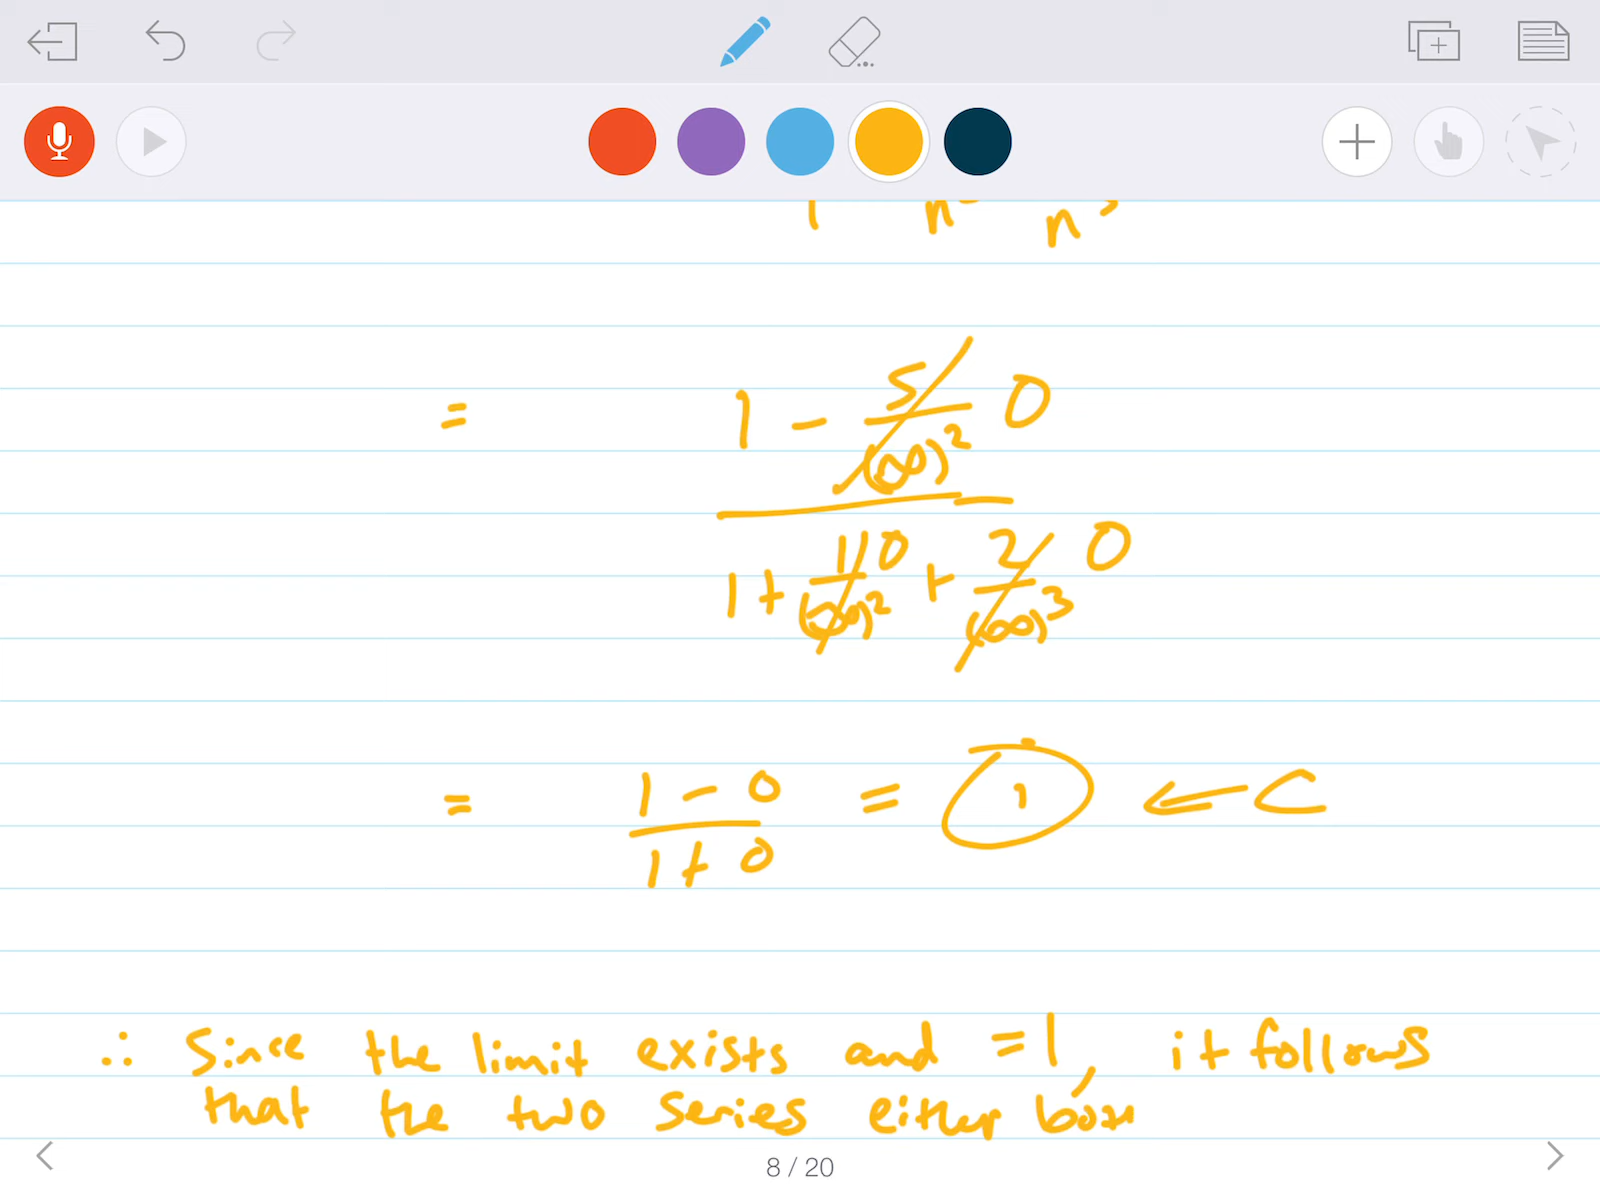 1 n n
= 1 - 5/(∞)² 0
1 + 1/(∞)² 0 + 2/(∞)³ 0
= 1 - 0 / 1 + 0 = 1 ← C
∴ Since the limit exists and = 1, it follows
that the two series either
8 / 20